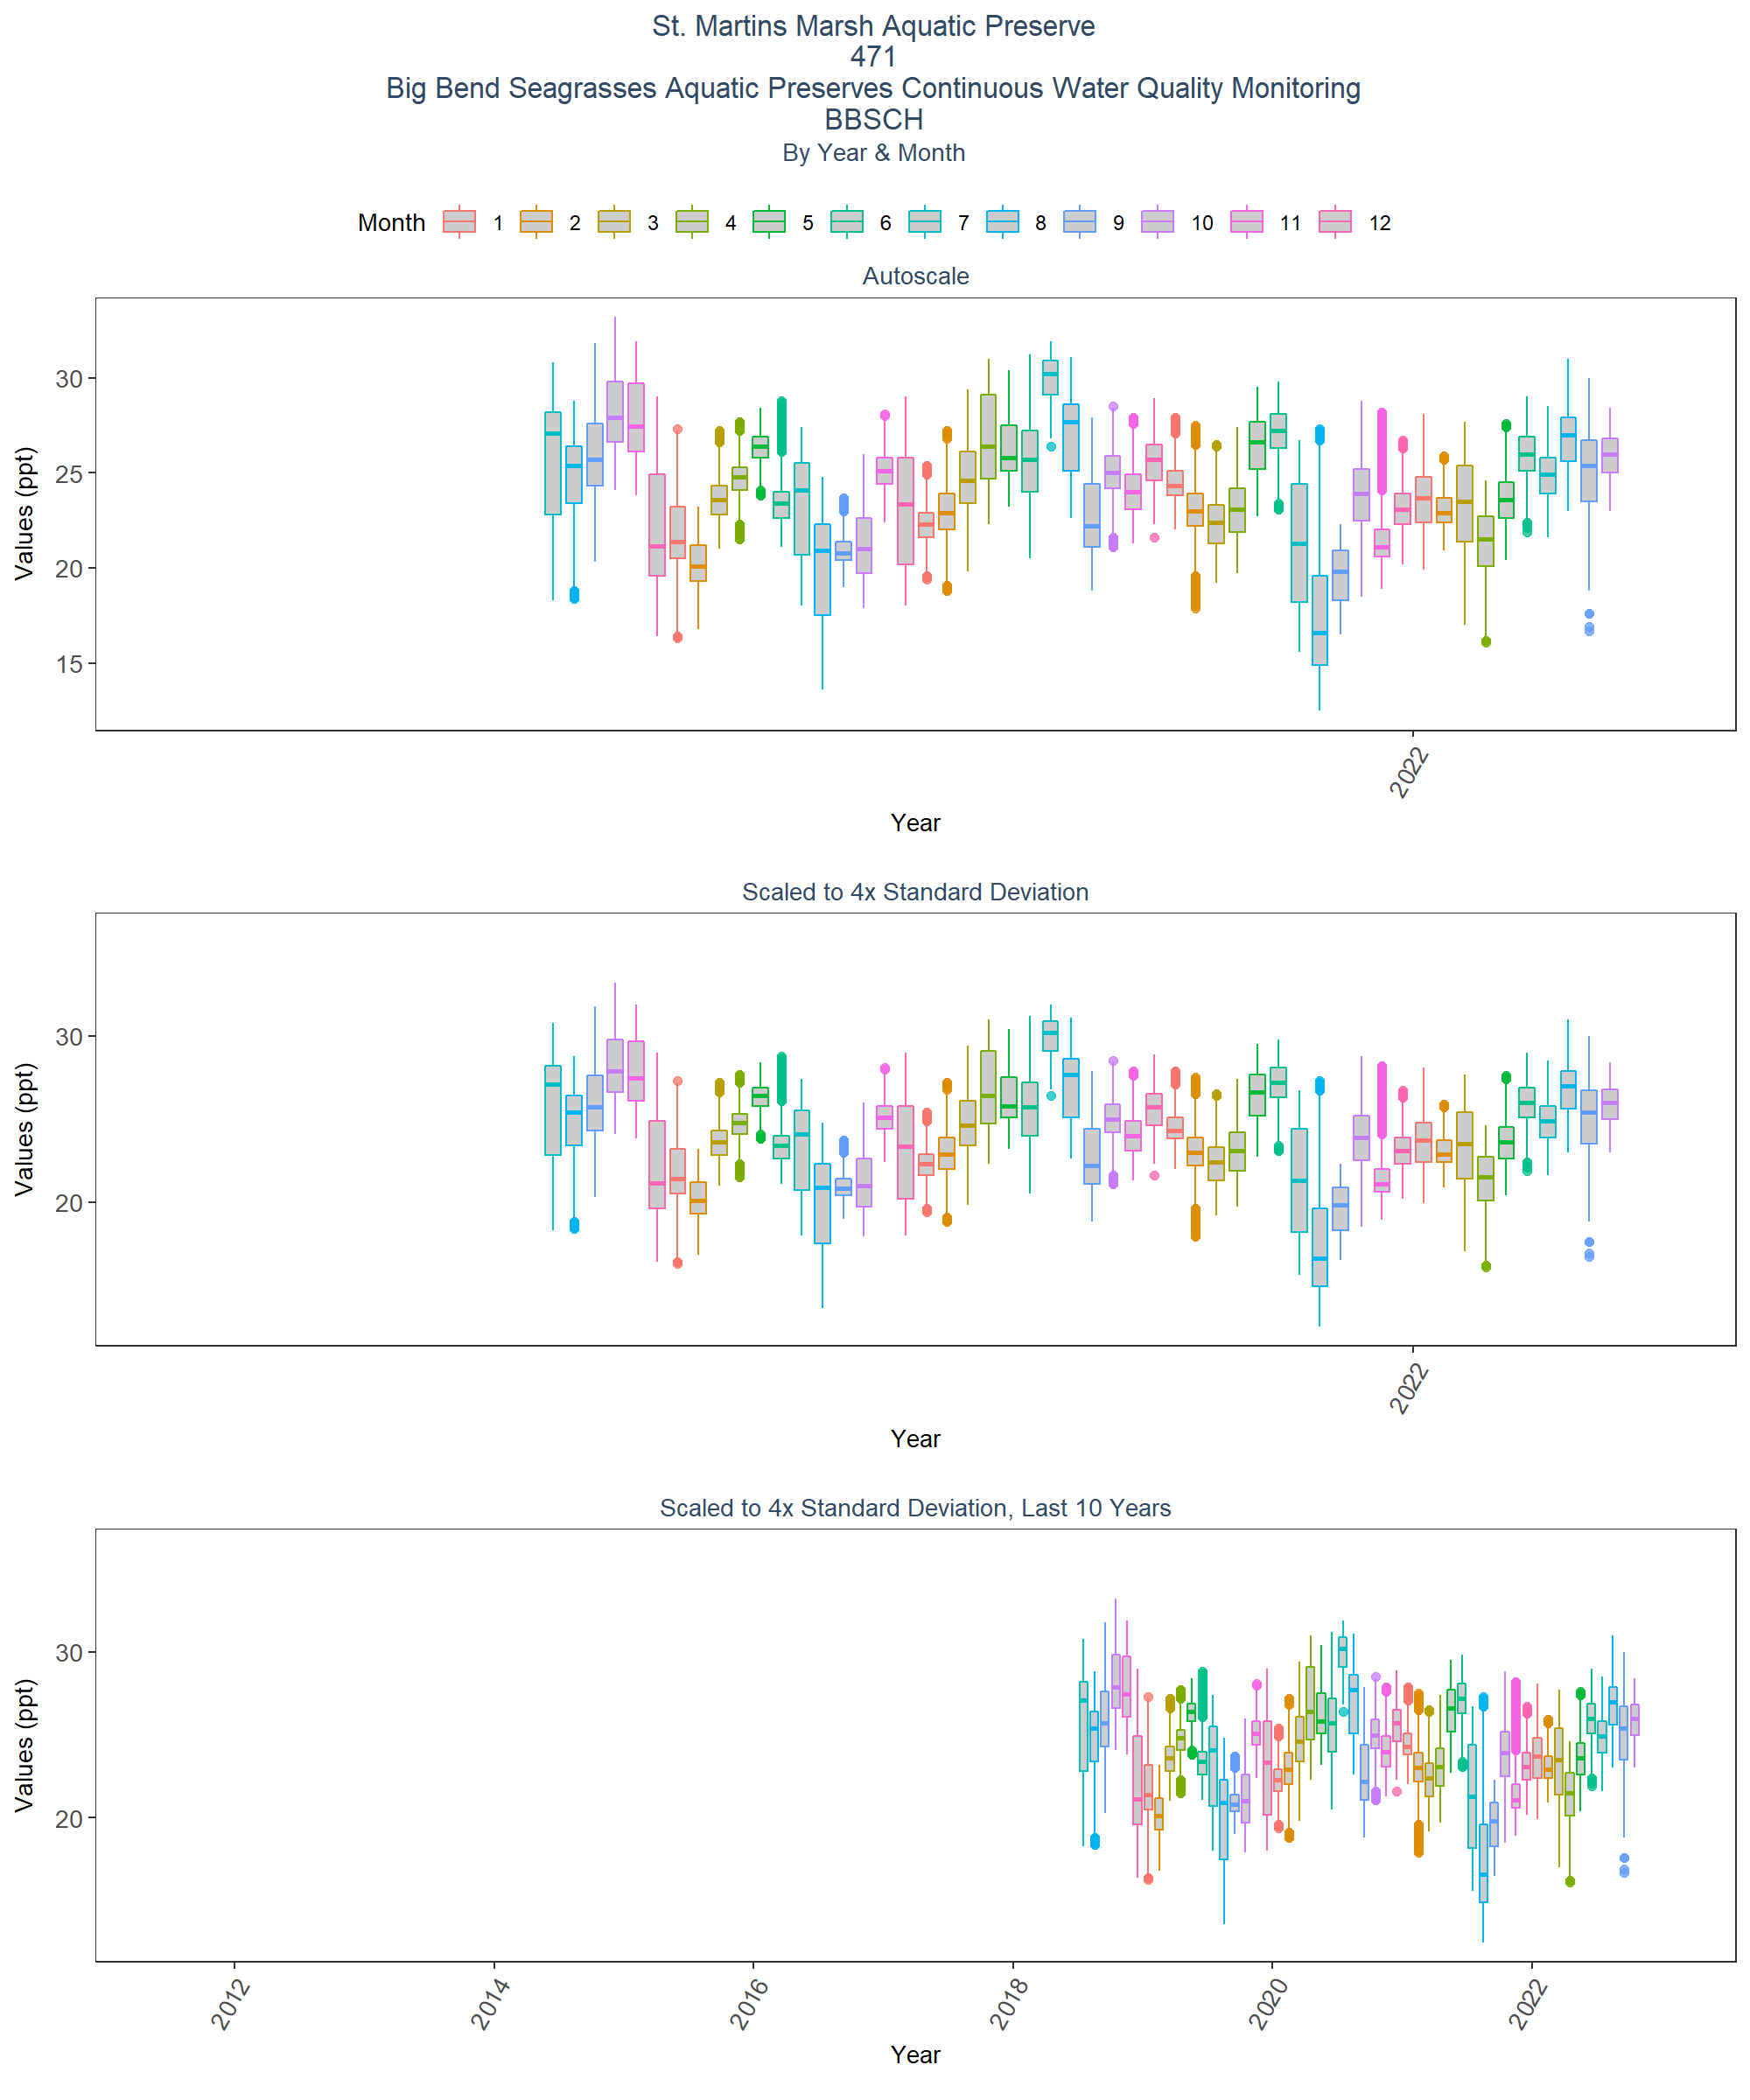 St. Martins Marsh Aquatic Preserve
471
Big Bend Seagrasses Aquatic Preserves Continuous Water Quality Monitoring
BBSCH
By Year & Month
Month 1 2 3 4 5 6 7 8 9 10 11 12
Autoscale
Values (ppt)
30
25
20
15
2022
Year
Scaled to 4x Standard Deviation
Values (ppt)
30
20
2022
Year
Scaled to 4x Standard Deviation, Last 10 Years
Values (ppt)
30
20
2012 2014 2016 2018 2020 2022
Year